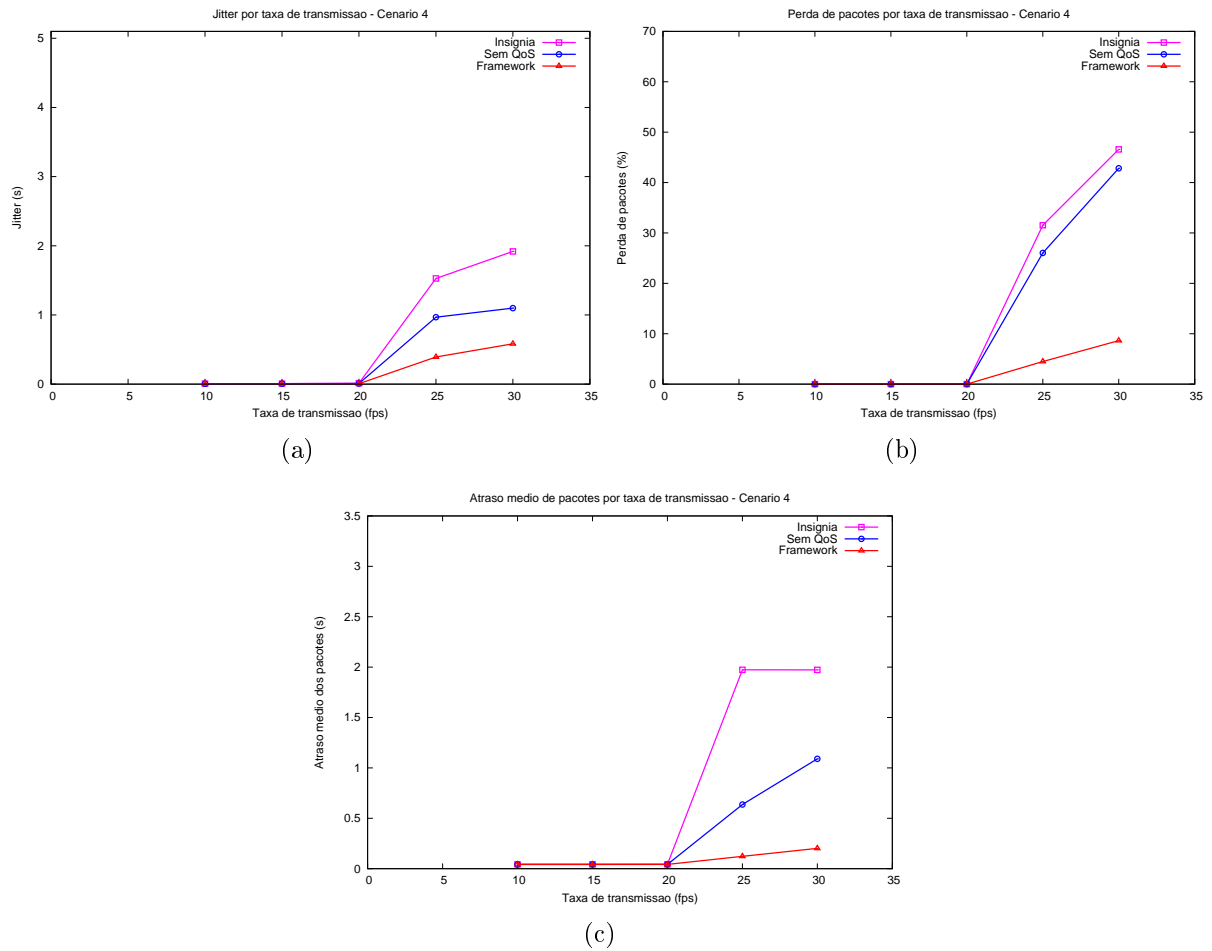 Jitter por taxa de transmissao - Cenario 4
Insignia
Sem QoS
Framework
Jitter (s)
5
4
3
2
1
0
0 5 10 15 20 25 30 35
Taxa de transmissao (fps)
(a)
Perda de pacotes por taxa de transmissao - Cenario 4
Insignia
Sem QoS
Framework
Perda de pacotes (%)
70
60
50
40
30
20
10
0
0 5 10 15 20 25 30 35
Taxa de transmissao (fps)
(b)
Atraso medio de pacotes por taxa de transmissao - Cenario 4
Insignia
Sem QoS
Framework
Atraso medio dos pacotes (s)
3.5
3
2.5
2
1.5
1
0.5
0
0 5 10 15 20 25 30 35
Taxa de transmissao (fps)
(c)